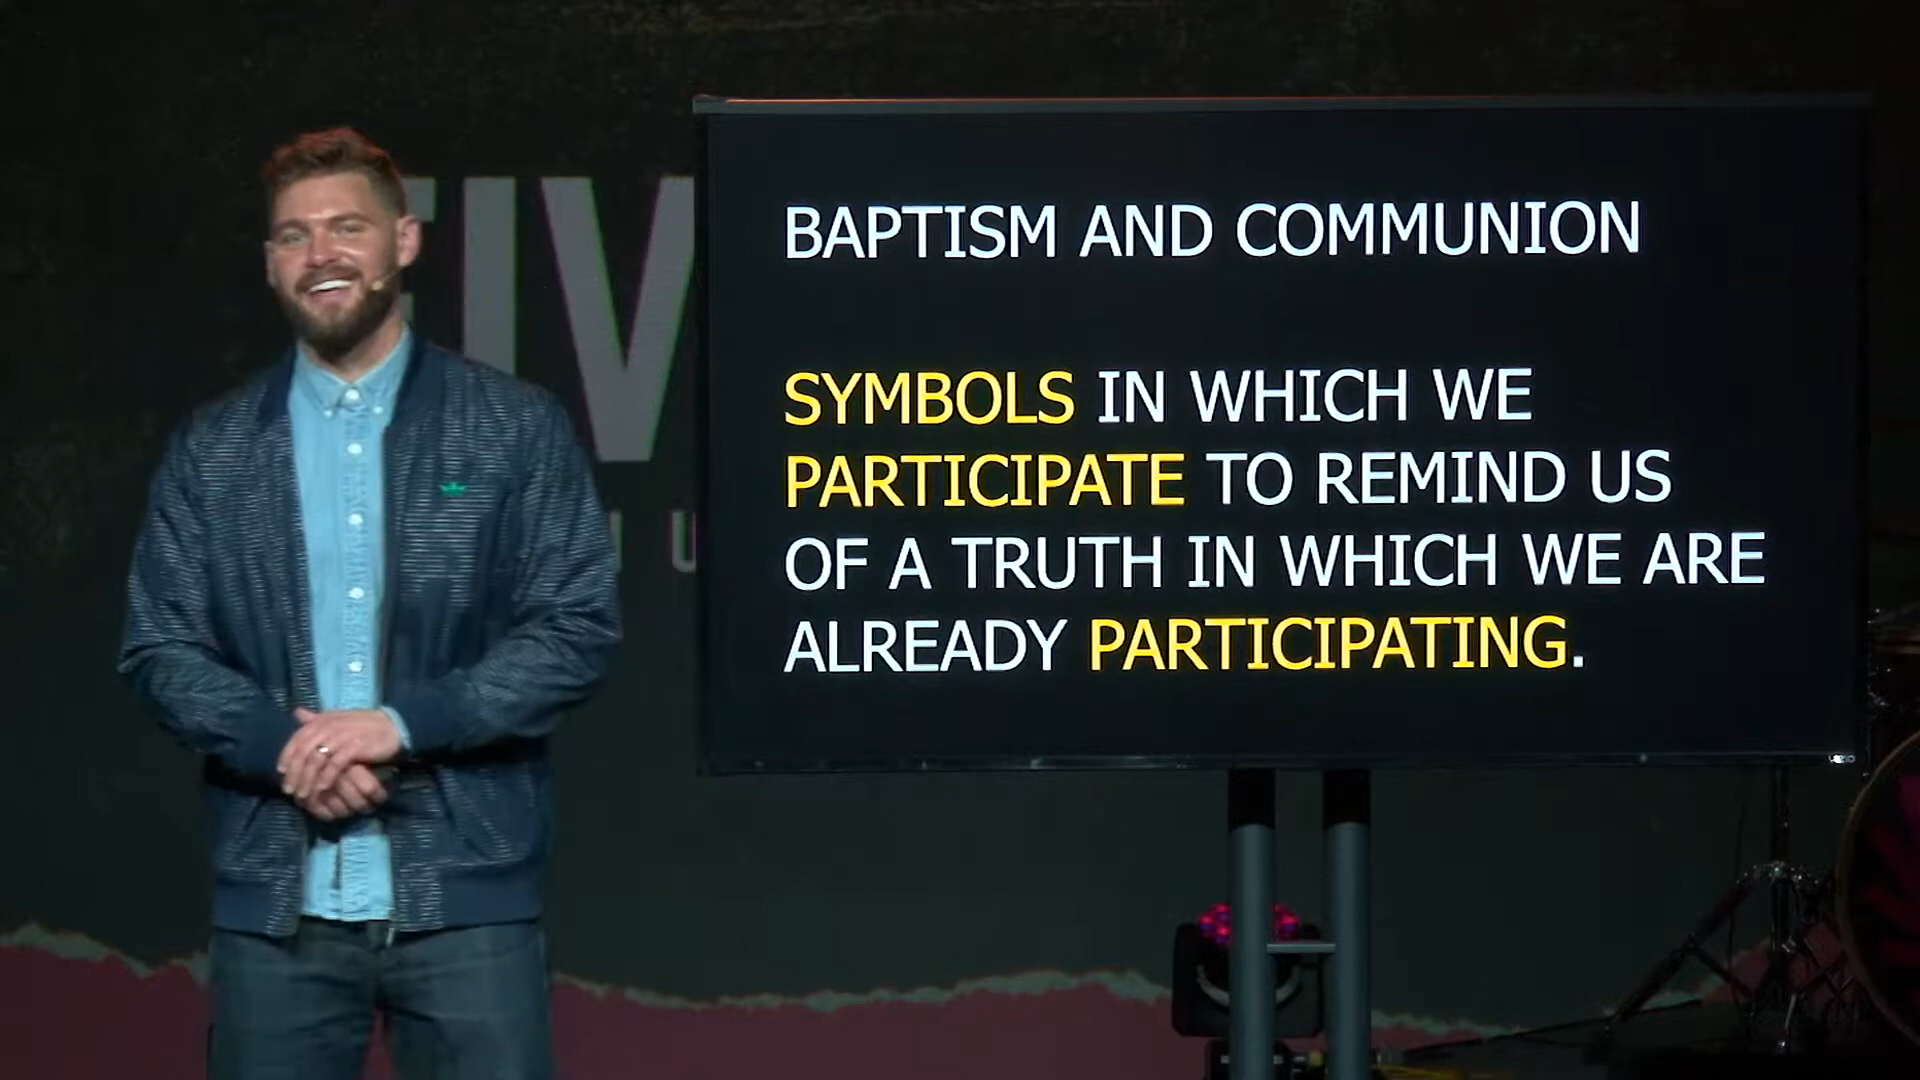 BAPTISM AND COMMUNION
SYMBOLS IN WHICH WE
PARTICIPATE TO REMIND US
OF A TRUTH IN WHICH WE ARE
ALREADY PARTICIPATING.
VIZIO